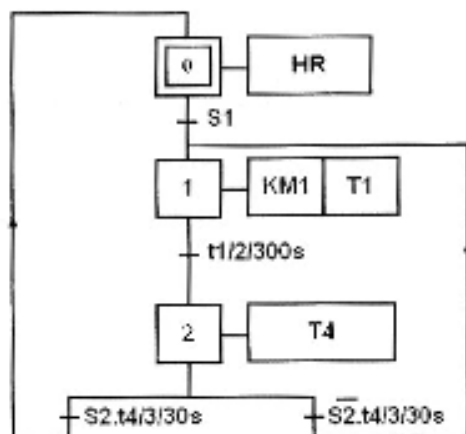 0 HR
S1
1 KM1 T1
t1/2/300s
2 T4
S2.t4/3/30s S̅2̅.t4/3/30s